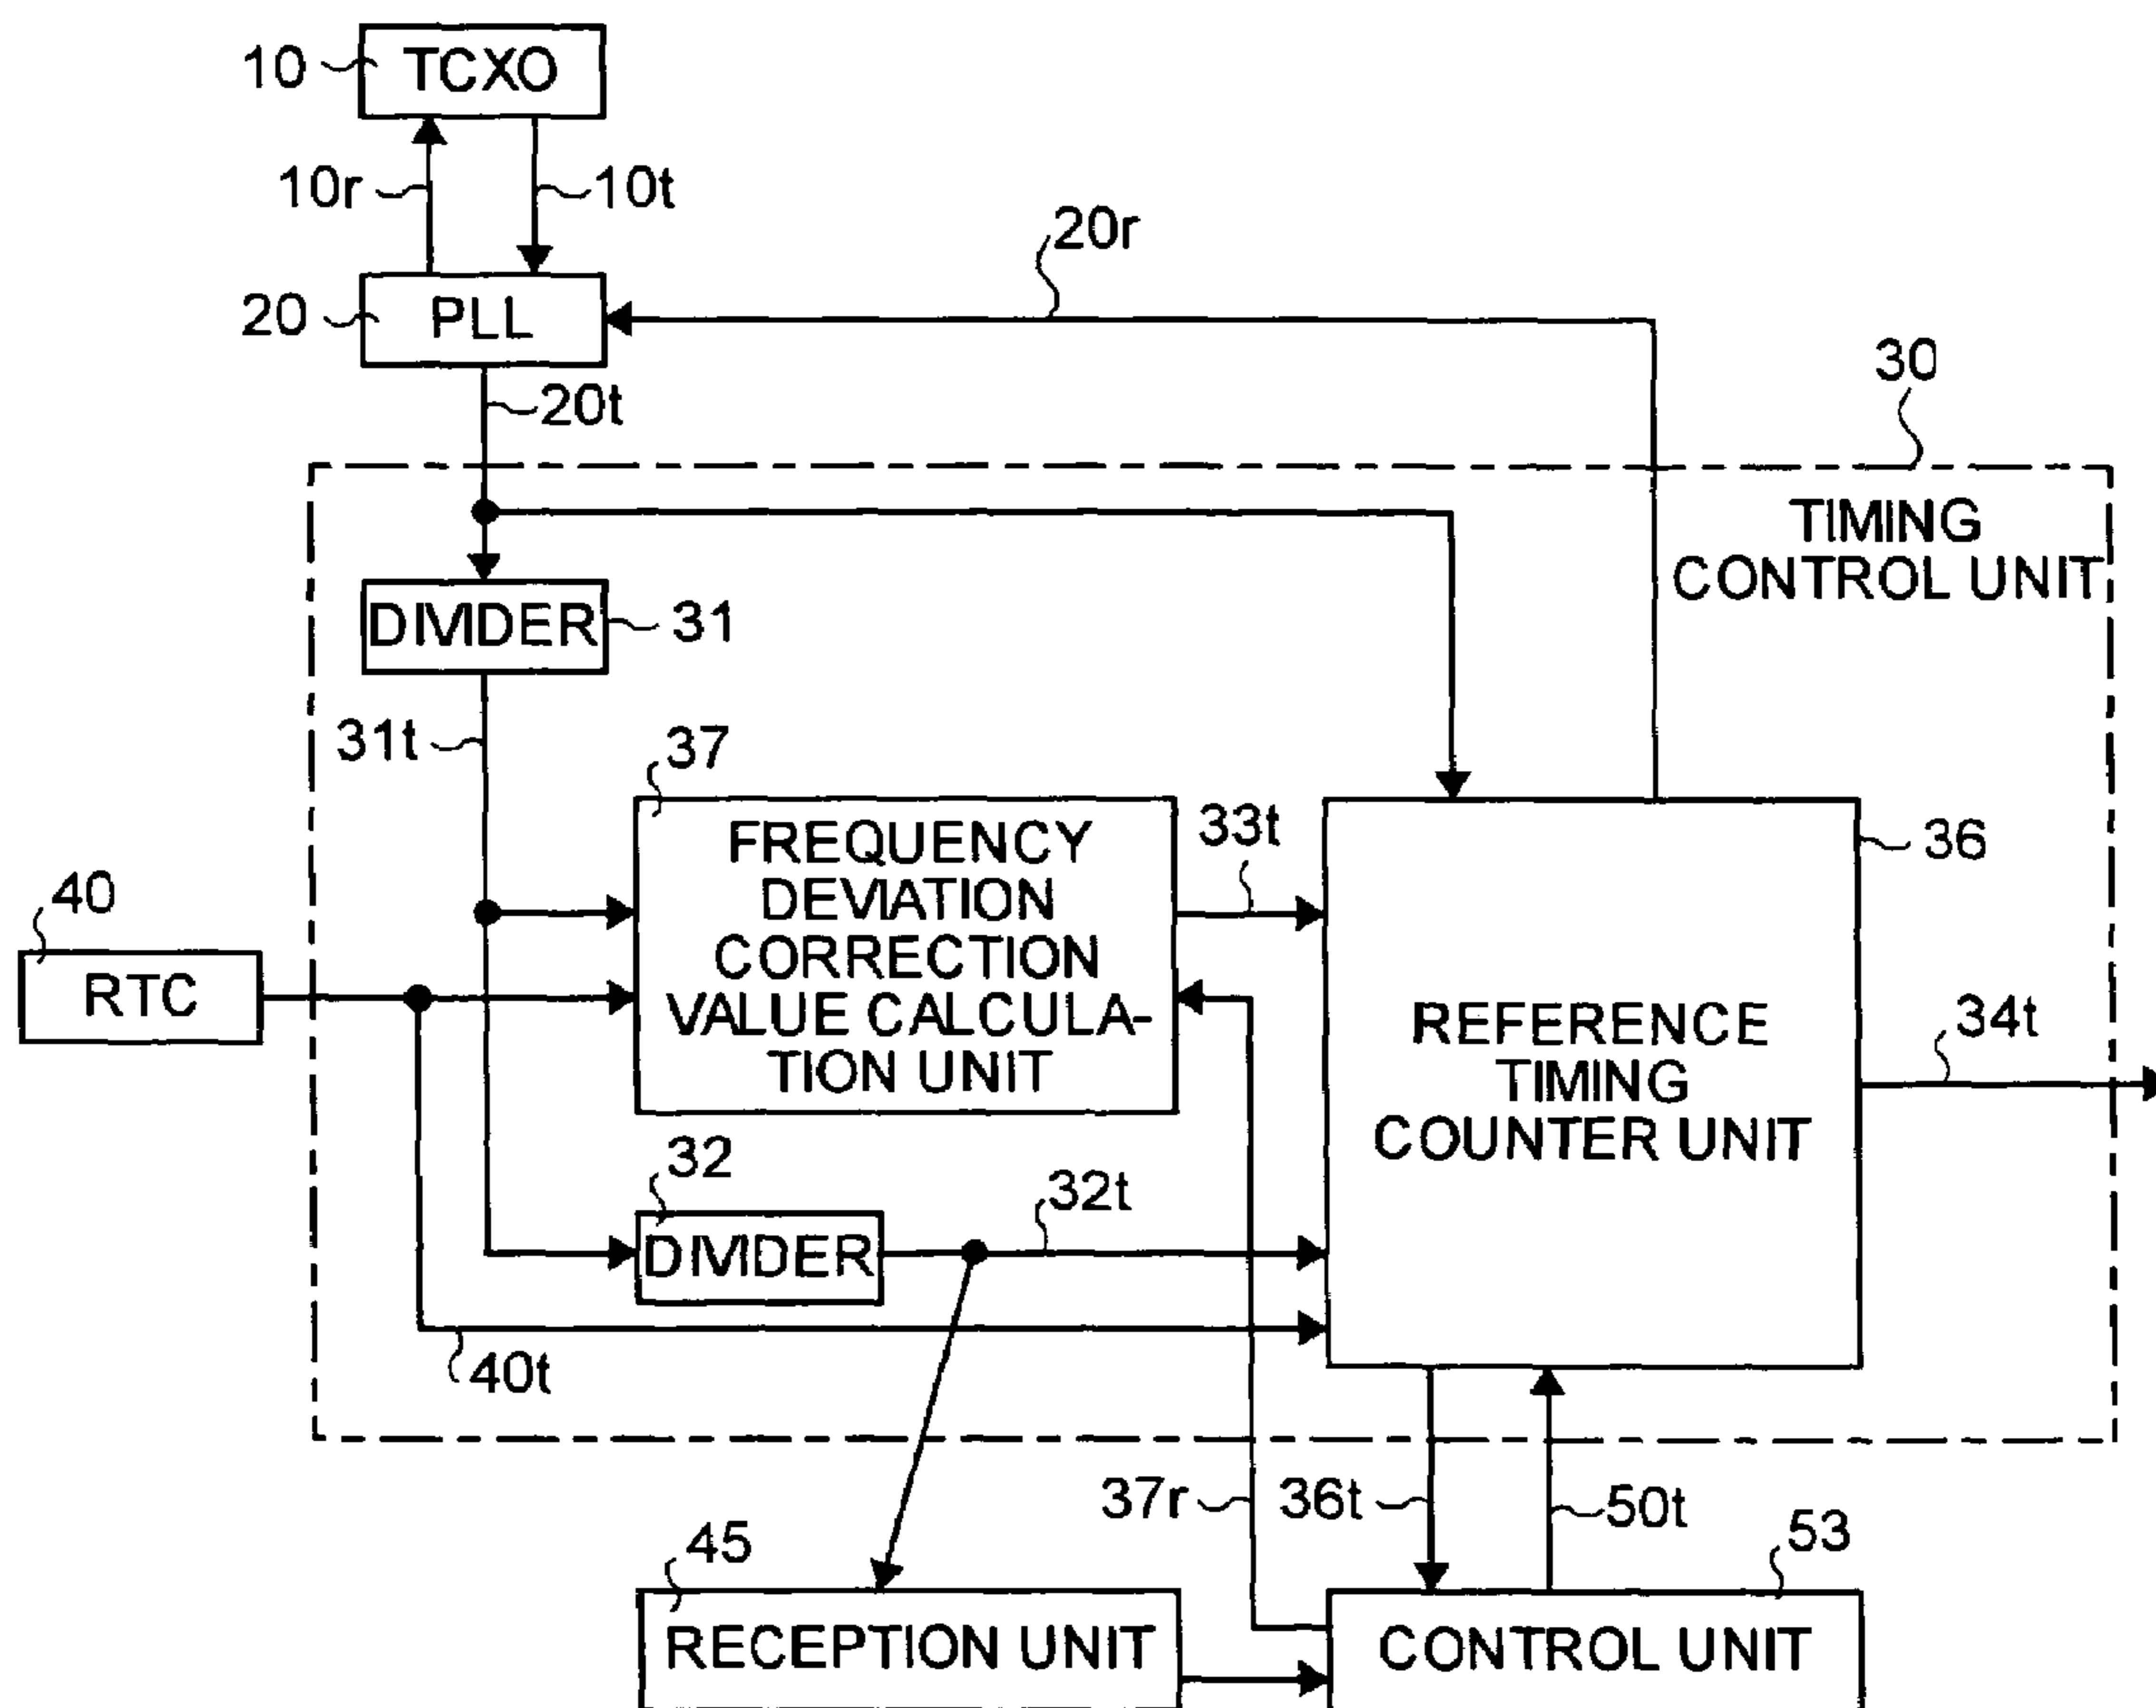 10
TCXO
10r
10t
20r
20
PLL
20t
30
TIMING
CONTROL UNIT
DIVIDER
31
31t
37
33t
36
FREQUENCY
DEVIATION
CORRECTION
VALUE CALCULA-
TION UNIT
40
RTC
REFERENCE
TIMING
COUNTER UNIT
34t
32
DIVIDER
32t
40t
37r
36t
50t
45
53
RECEPTION UNIT
CONTROL UNIT